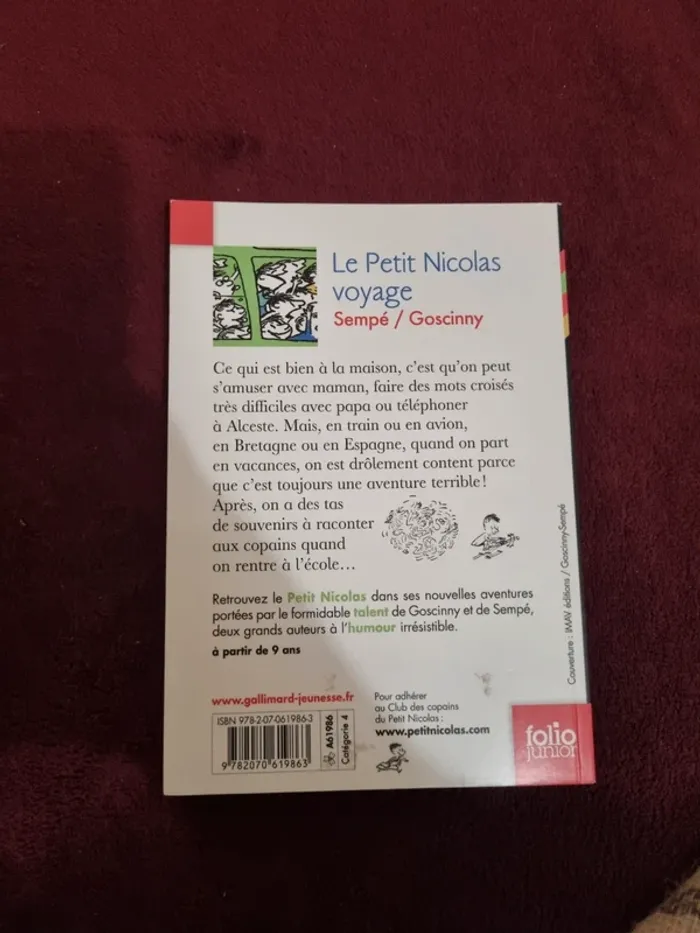 Le Petit Nicolas
voyage
Sempé / Goscinny
Ce qui est bien à la maison, c'est qu'on peut
s'amuser avec maman, faire des mots croisés
très difficiles avec papa ou téléphoner
à Alceste. Mais, en train ou en avion,
en Bretagne ou en Espagne, quand on part
en vacances, on est drôlement content parce
que c'est toujours une aventure terrible !
Après, on a des tas
de souvenirs à raconter
aux copains quand
on rentre à l'école…
Retrouvez le Petit Nicolas dans ses nouvelles aventures
portées par le formidable talent de Goscinny et de Sempé,
deux grands auteurs à l'humour irrésistible.
à partir de 9 ans
Couverture : IMAV éditions / Goscinny-Sempé
www.gallimard-jeunesse.fr
ISBN 978-2-07-061986-3
9 782070 619863
A61986
Catégorie 4
Pour adhérer
au Club des copains
du Petit Nicolas :
www.petitnicolas.com
folio
junior